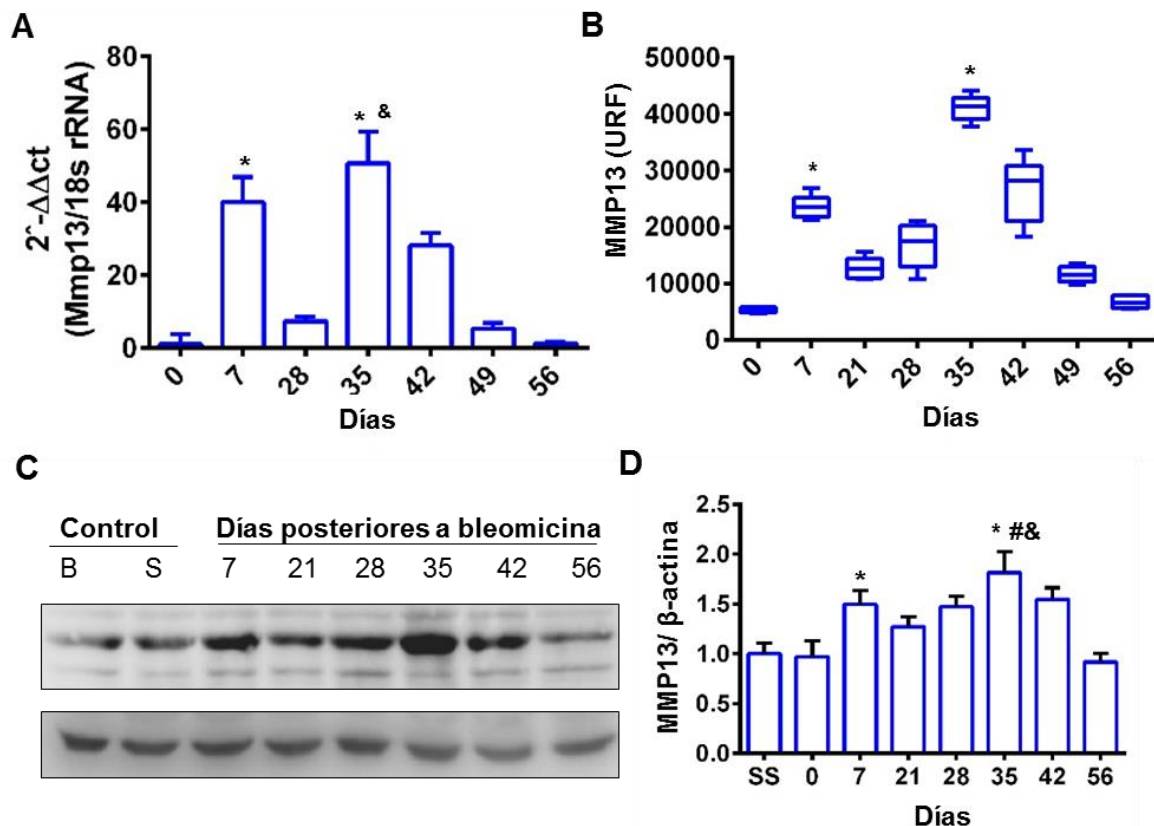 A
2^-ΔΔct
(Mmp13/18s rRNA)
80
60
40
20
0
*
* &
0 7 28 35 42 49 56
Días
B
MMP13 (URF)
50000
40000
30000
20000
10000
0
*
*
0 7 21 28 35 42 49 56
Días
C
Control Días posteriores a bleomicina
B S 7 21 28 35 42 56
D
MMP13/ β-actina
2.5
2.0
1.5
1.0
0.5
0.0
*
* #&
SS 0 7 21 28 35 42 56
Días